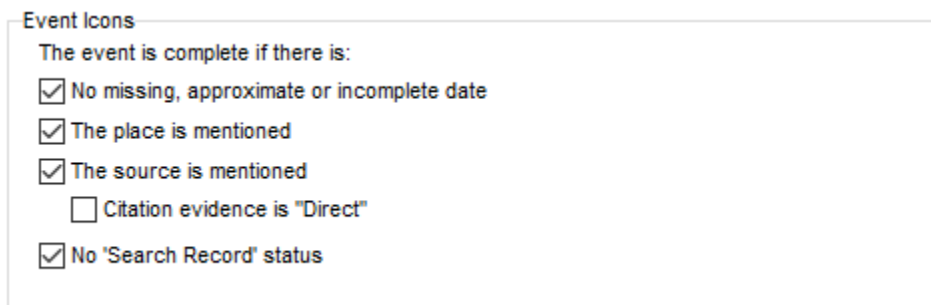 Event Icons
The event is complete if there is:
No missing, approximate or incomplete date
The place is mentioned
The source is mentioned
Citation evidence is "Direct"
No 'Search Record' status